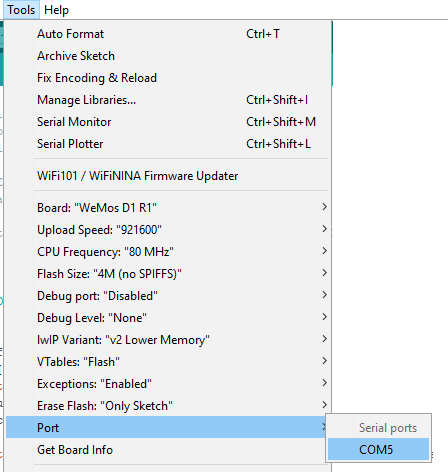 Tools Help
Auto Format Ctrl+T
Archive Sketch
Fix Encoding & Reload
Manage Libraries... Ctrl+Shift+I
Serial Monitor Ctrl+Shift+M
Serial Plotter Ctrl+Shift+L
WiFi101 / WiFiNINA Firmware Updater
Board: "WeMos D1 R1"
Upload Speed: "921600"
CPU Frequency: "80 MHz"
Flash Size: "4M (no SPIFFS)"
Debug port: "Disabled"
Debug Level: "None"
IwIP Variant: "v2 Lower Memory"
VTables: "Flash"
Exceptions: "Enabled"
Erase Flash: "Only Sketch"
Port Serial ports
Get Board Info COM5